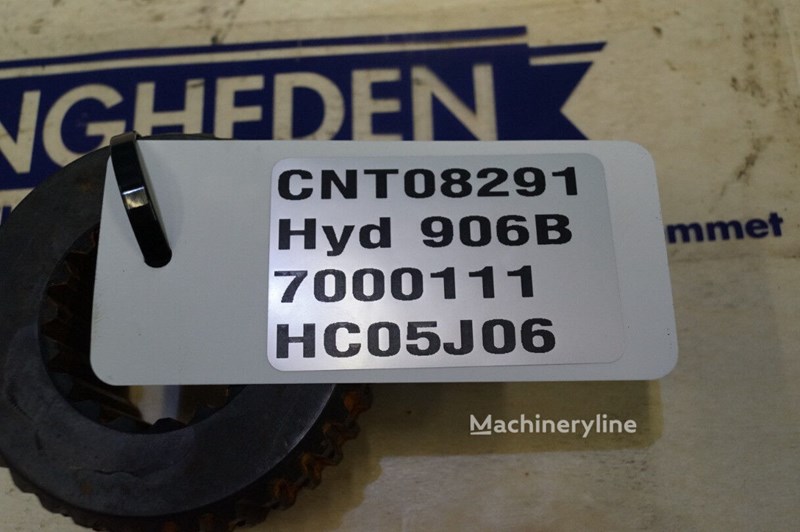 NGHEDEN
CNT08291
Hyd 906B
7000111
HC05J06
mmet
Machineryline